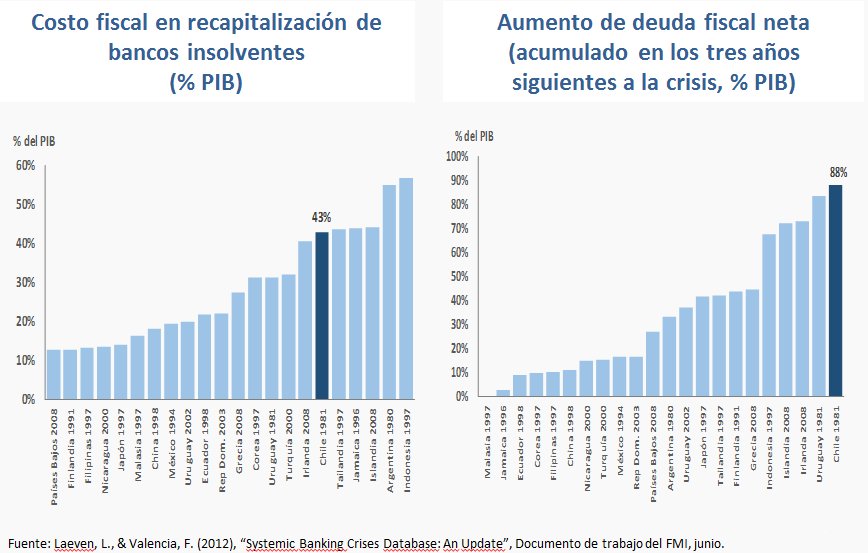 Costo fiscal en recapitalización de
bancos insolventes
(% PIB)
% del PIB
60%
50%
40%
30%
20%
10%
0%
43%
Países Bajos 2008
Finlandia 1991
Filipinas 1997
Nicaragua 2000
Japón 1997
Malasia 1997
China 1998
México 1994
Uruguay 2002
Ecuador 1998
Rep Dom. 2003
Grecia 2008
Corea 1997
Uruguay 1981
Turquía 2000
Irlanda 2008
Chile 1981
Tailandia 1997
Jamaica 1996
Islandia 2008
Argentina 1980
Indonesia 1997
Aumento de deuda fiscal neta
(acumulado en los tres años
siguientes a la crisis, % PIB)
% del PIB
100%
90%
80%
70%
60%
50%
40%
30%
20%
10%
0%
88%
Malasia 1997
Jamaica 1996
Ecuador 1998
Corea 1997
Filipinas 1997
China 1998
Nicaragua 2000
Turquía 2000
México 1994
Rep Dom. 2003
Países Bajos 2008
Argentina 1980
Uruguay 2002
Japón 1997
Tailandia 1997
Finlandia 1991
Grecia 2008
Indonesia 1997
Islandia 2008
Irlanda 2008
Uruguay 1981
Chile 1981
Fuente: Laeven, L., & Valencia, F. (2012), “Systemic Banking Crises Database: An Update”, Documento de trabajo del FMI, junio.